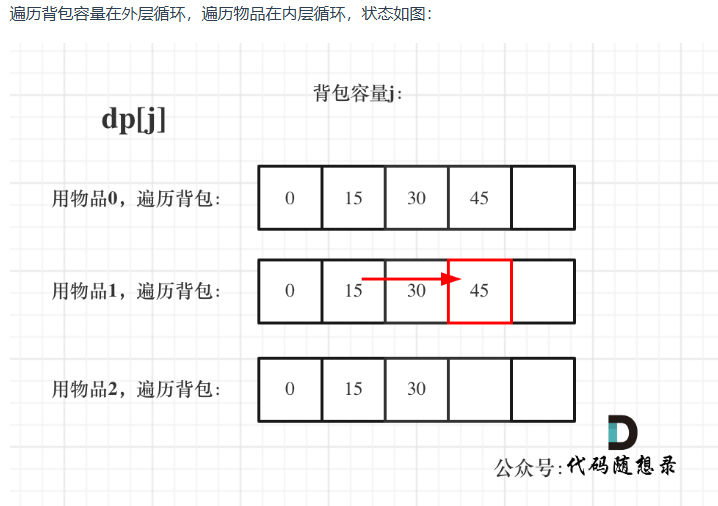 遍历背包容量在外层循环，遍历物品在内层循环，状态如图：
背包容量j：
dp[j]
用物品0，遍历背包： 0 15 30 45
用物品1，遍历背包： 0 15 30 45
用物品2，遍历背包： 0 15 30
公众号:代码随想录